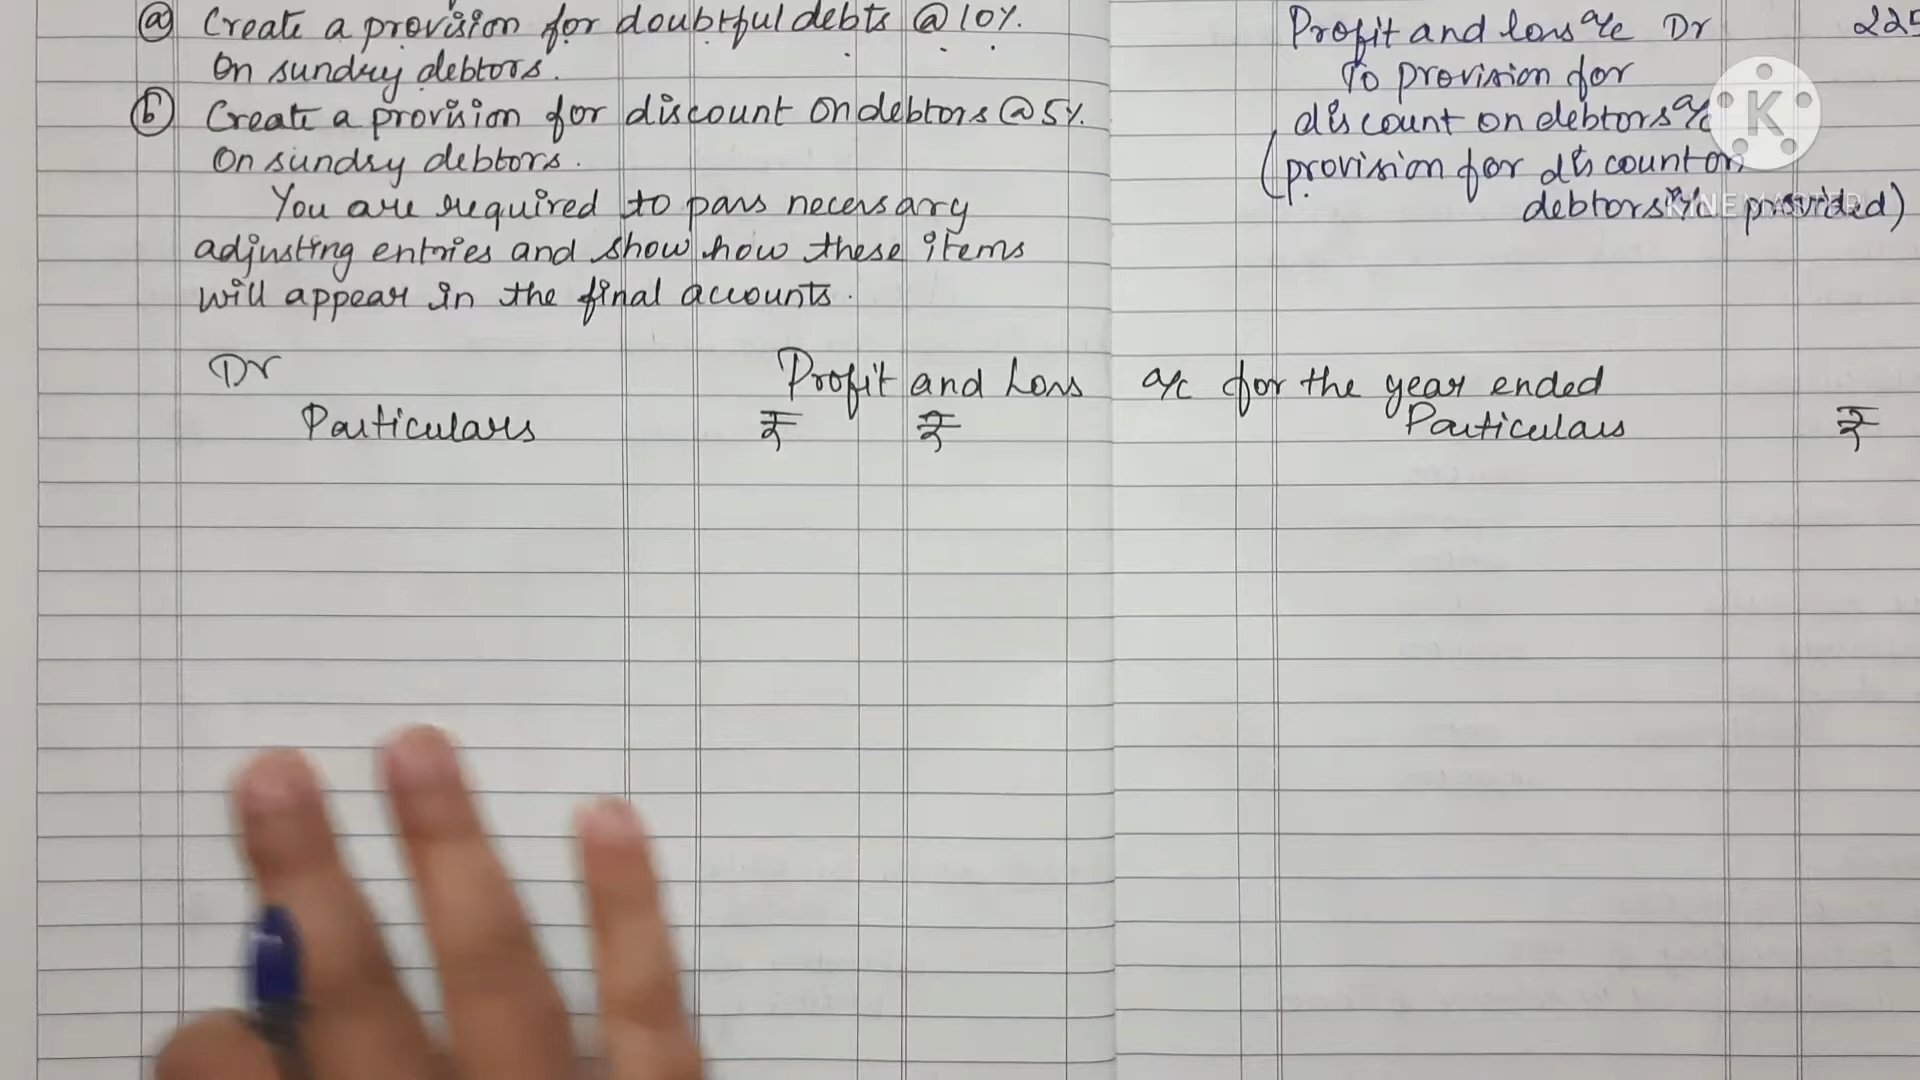 (a) Create a provision for doubtful debts @ 10%.
On sundry debtors.
(b) Create a provision for discount on debtors @ 5%.
On sundry debtors.
You are required to pass necessary
adjusting entries and show how these items
will appear in the final accounts.
Profit and loss a/c Dr 225
To provision for
discount on debtors a/c
(provision for discount on
debtors provided)
K
KINEMASTER
Dr Profit and Loss a/c for the year ended
Particulars ₹ ₹ Particulars ₹